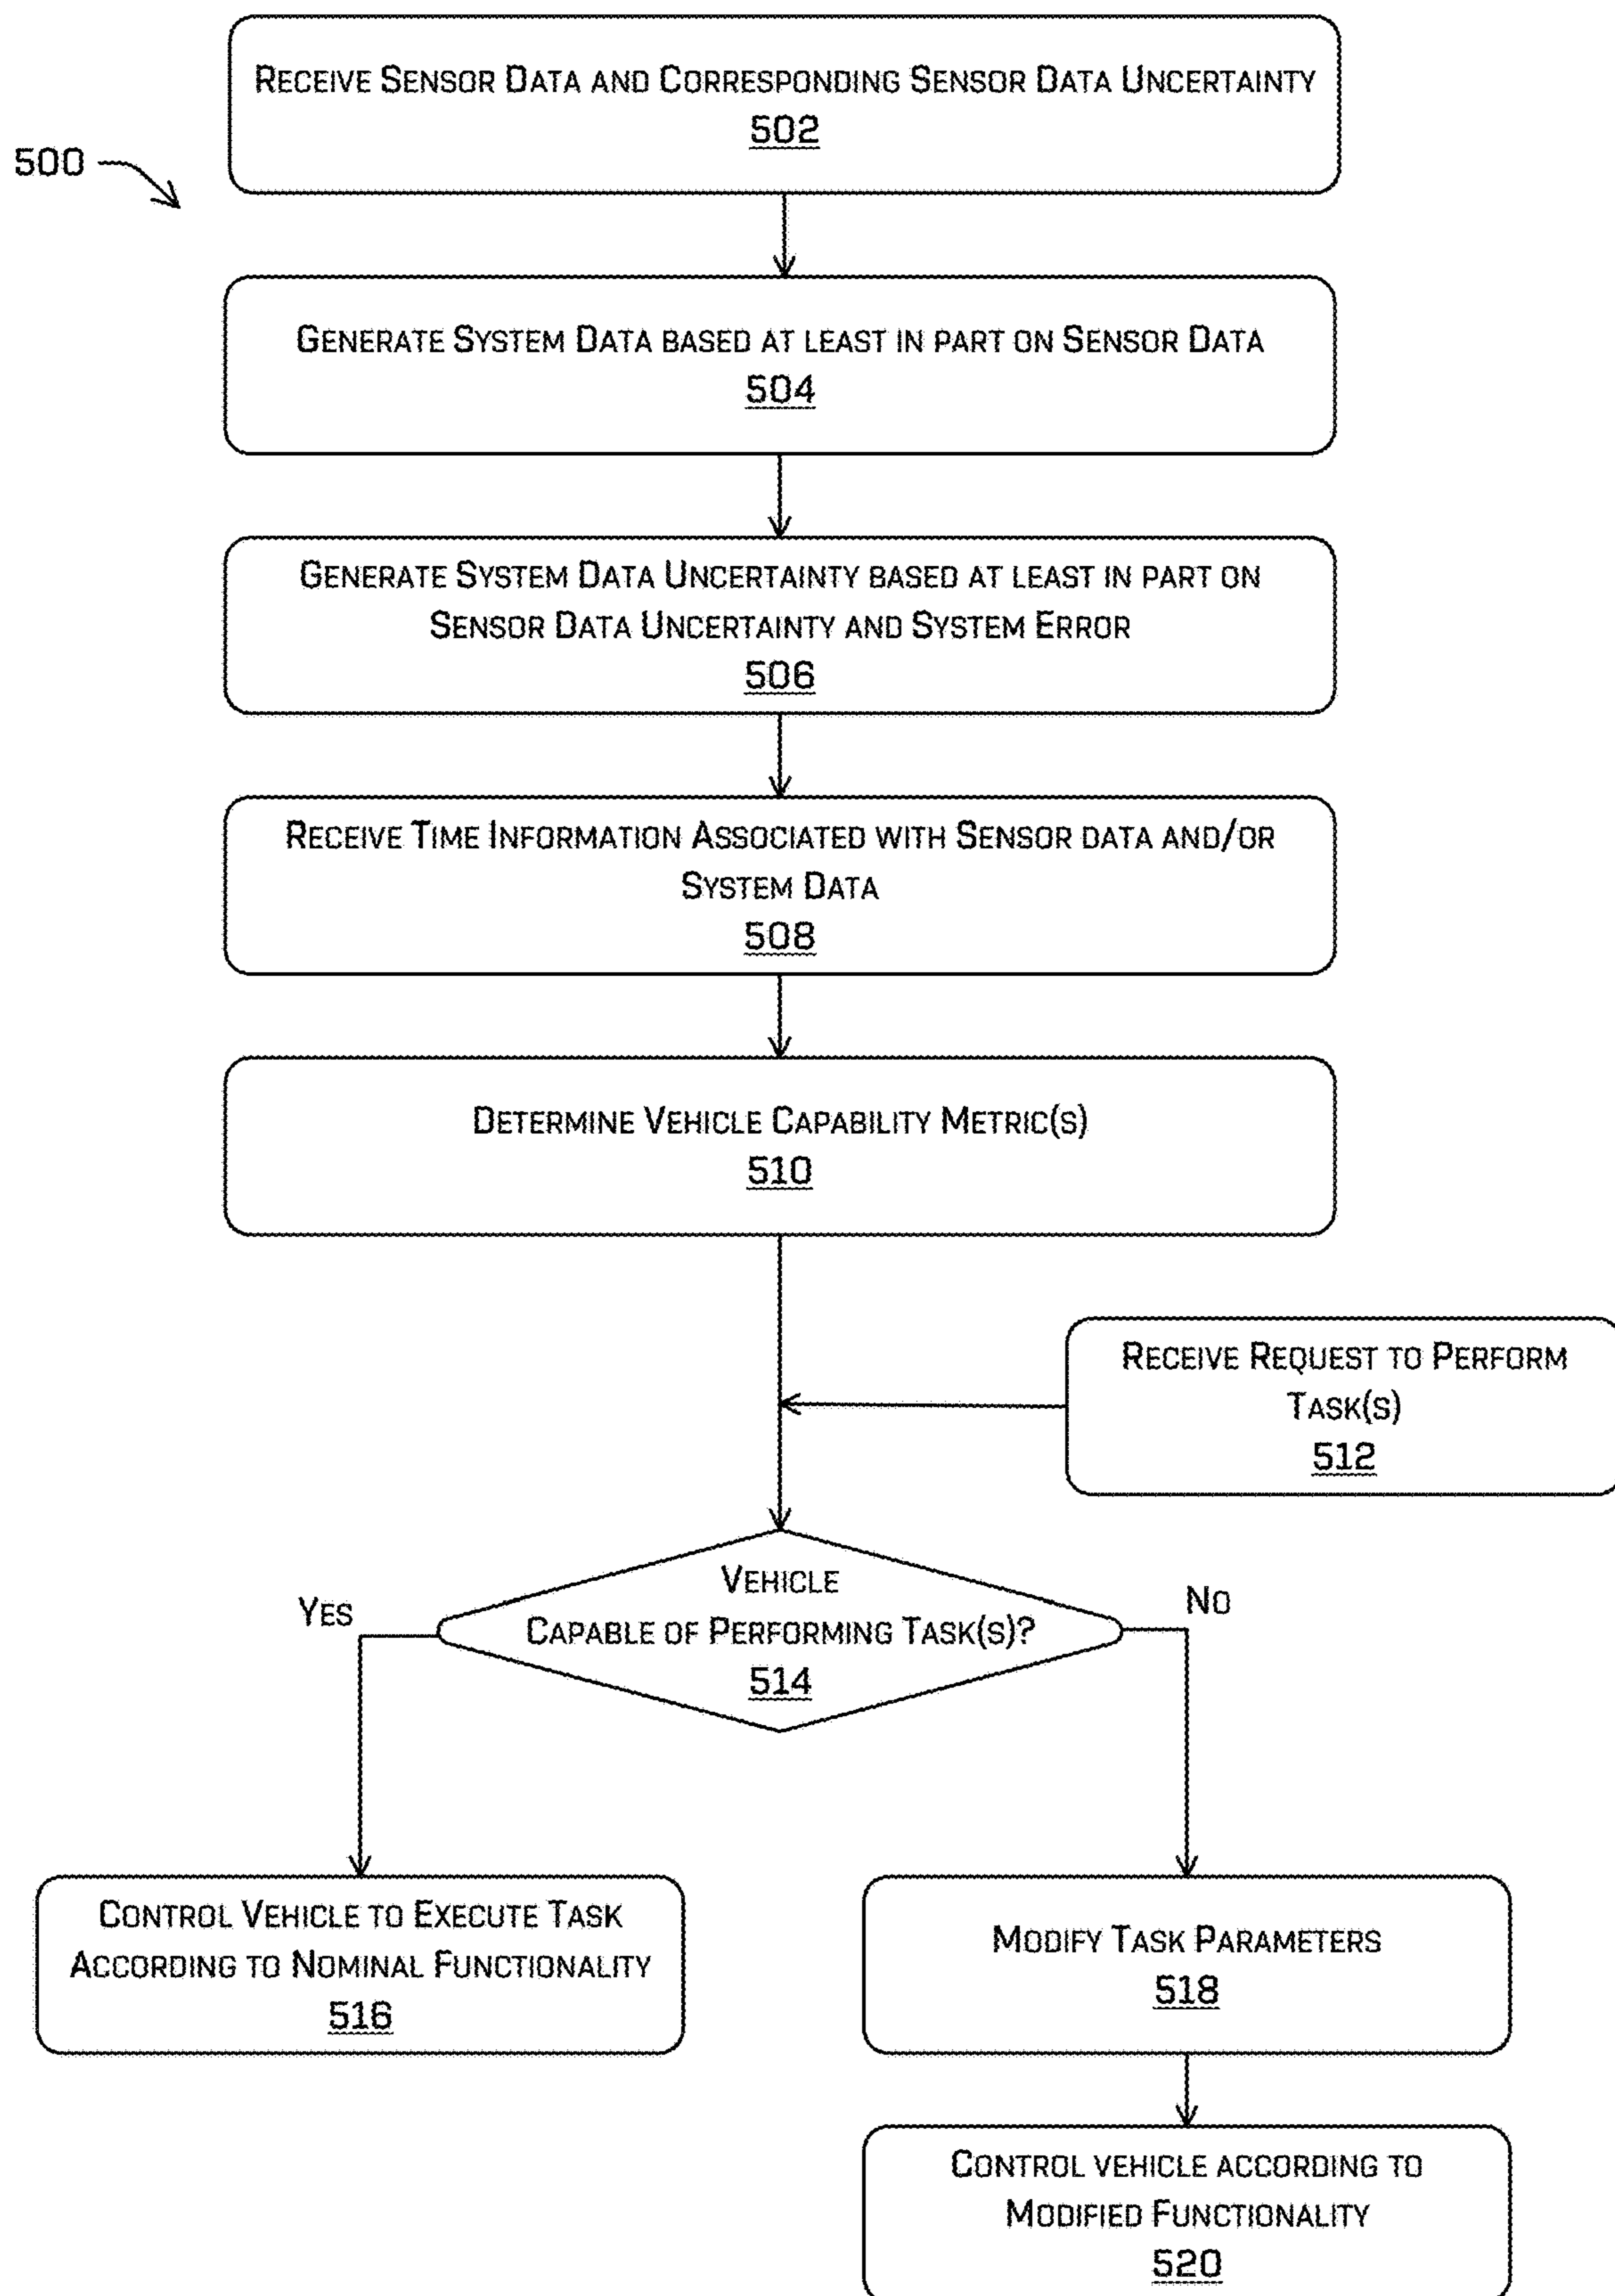 Receive Sensor Data and Corresponding Sensor Data Uncertainty
502
500
Generate System Data based at least in part on Sensor Data
504
Generate System Data Uncertainty based at least in part on
Sensor Data Uncertainty and System Error
506
Receive Time Information Associated with Sensor data and/or
System Data
508
Determine Vehicle Capability Metric(s)
510
Receive Request to Perform
Task(s)
512
Vehicle
Capable of Performing Task(s)?
514
Yes
No
Control Vehicle to Execute Task
According to Nominal Functionality
516
Modify Task Parameters
518
Control vehicle according to
Modified Functionality
520